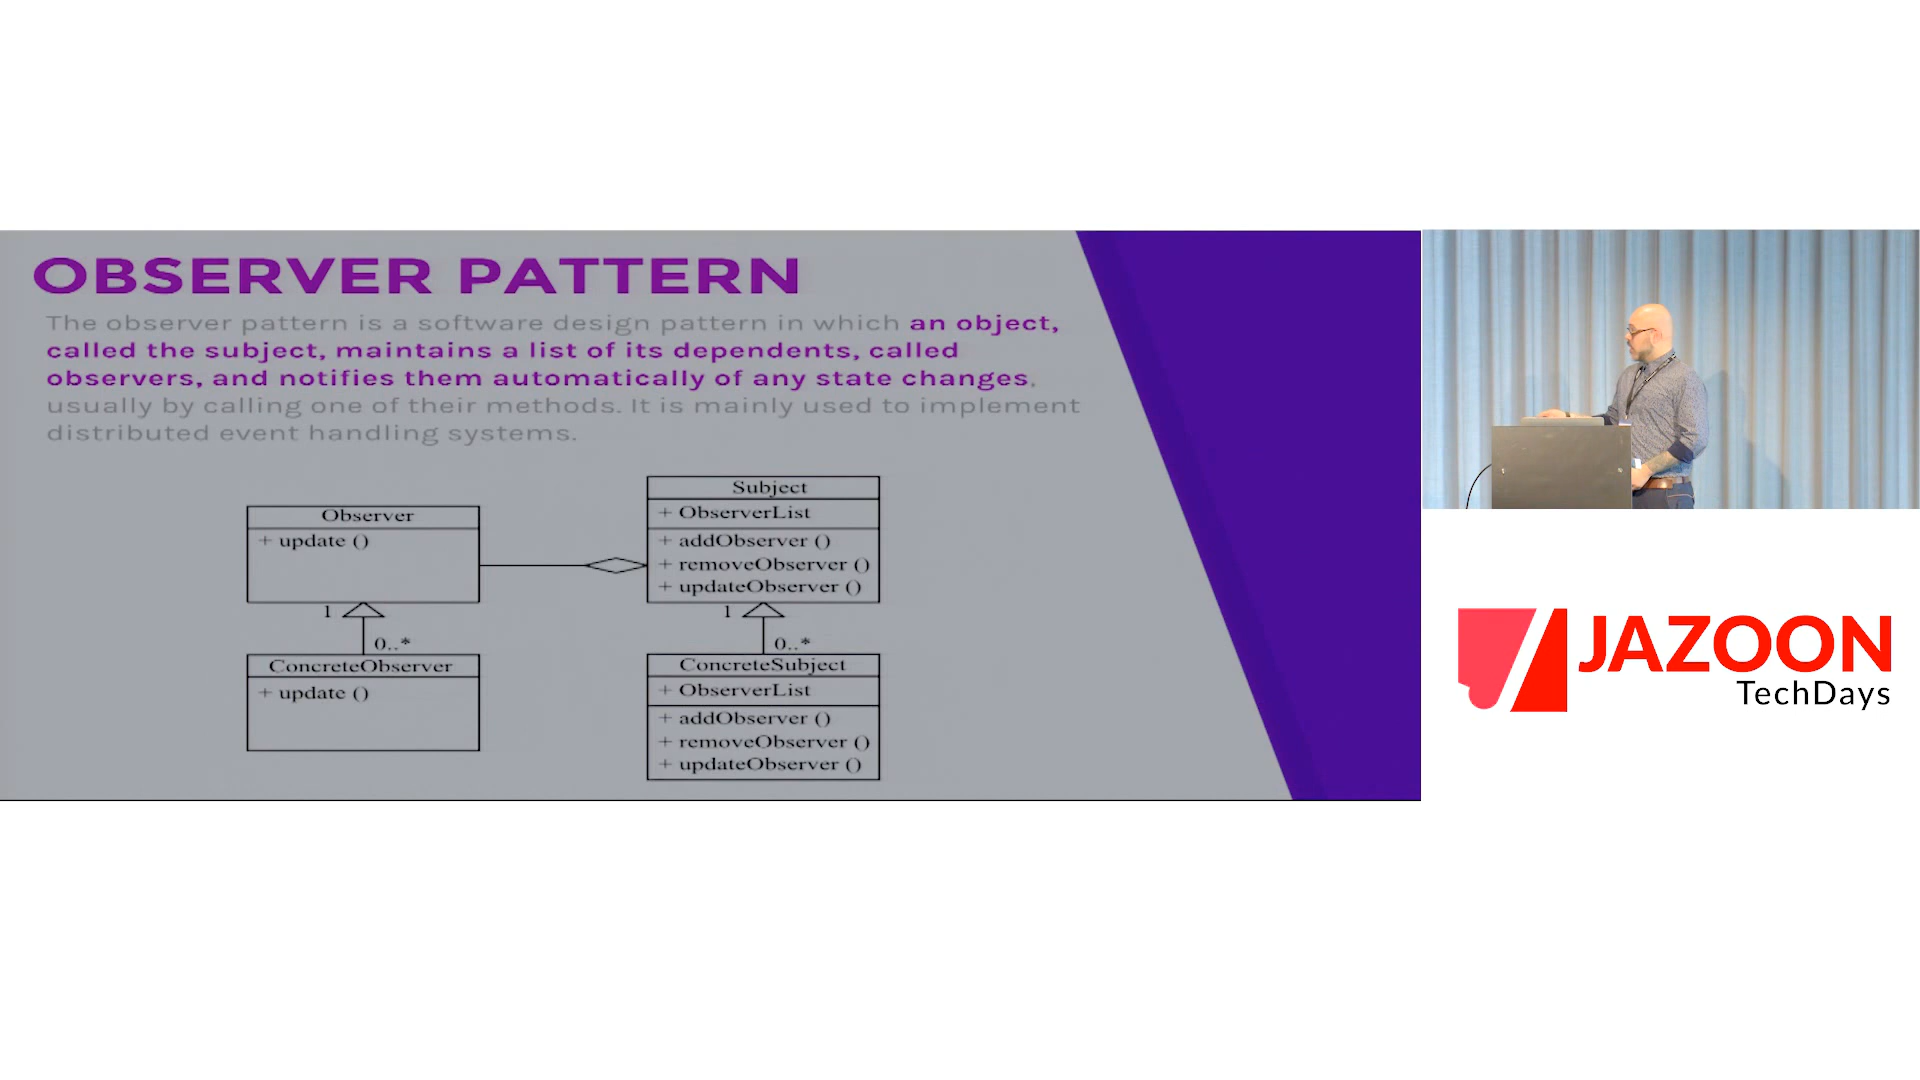 OBSERVER PATTERN
The observer pattern is a software design pattern in which an object,
called the subject, maintains a list of its dependents, called
observers, and notifies them automatically of any state changes,
usually by calling one of their methods. It is mainly used to implement
distributed event handling systems.
Observer
+ update ()
1
0..*
ConcreteObserver
+ update ()
Subject
+ ObserverList
+ addObserver ()
+ removeObserver ()
+ updateObserver ()
1
0..*
ConcreteSubject
+ ObserverList
+ addObserver ()
+ removeObserver ()
+ updateObserver ()
JAZOON
TechDays